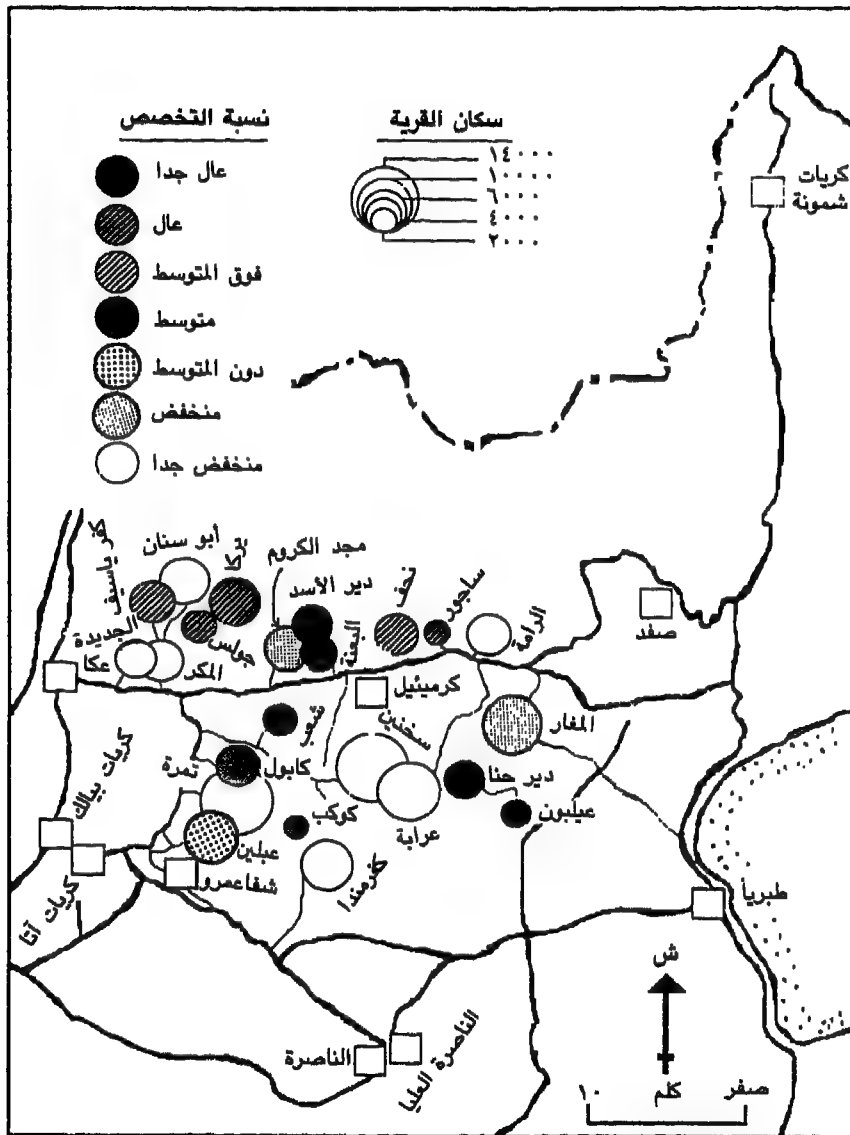 نسبة التخصص
عال جدا
عال
فوق المتوسط
متوسط
دون المتوسط
منخفض
منخفض جدا
سكان القرية
١٤٠٠٠
١٠٠٠٠
٦٠٠٠
٤٠٠٠
٢٠٠٠
كريات
شمونة
كفر ياسيف
أبو سنان
يركا
مجد الكروم
دير الأسد
البعنة
نحف
ساجور
الرامة
صفد
الجديدة
عكا
المكر
جولس
كرميئيل
شعب
سخنين
المغار
كريات بيالك
تمرة
كابول
كوكب
عرابة
دير حنا
عيلبون
عبلين
شفاعمرو
كفرمندا
كريات آتا
طبريا
ش
الناصرة
الناصرة العليا
صفر كلم ١٠